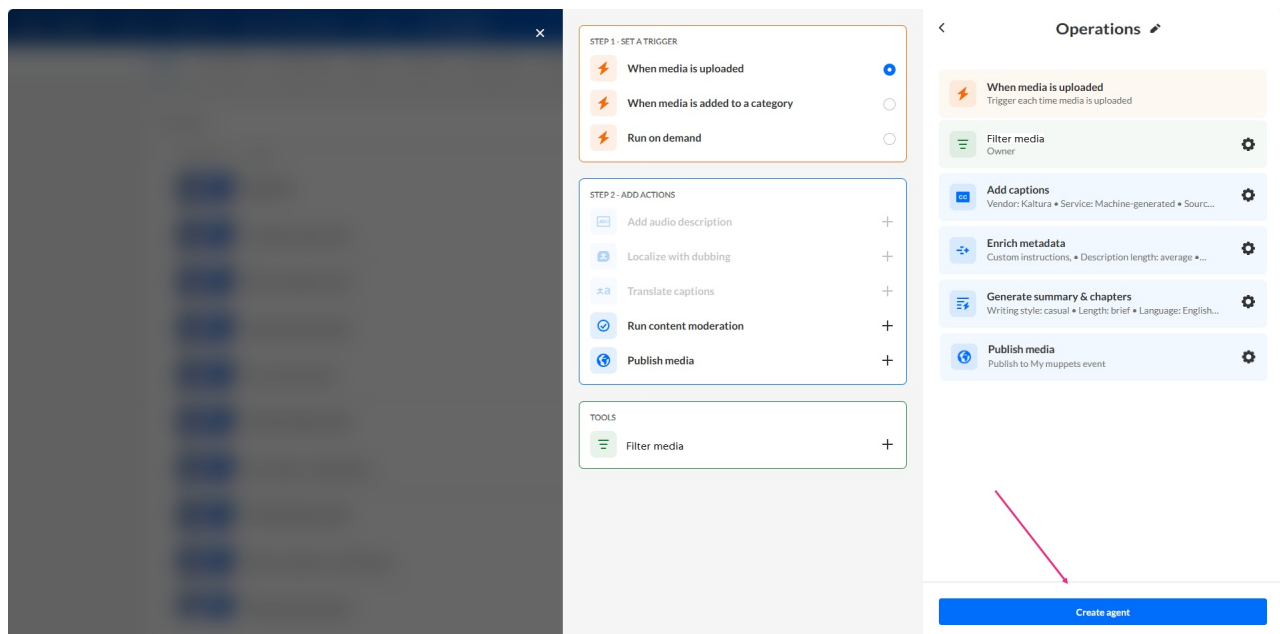 STEP 1 - SET A TRIGGER
When media is uploaded
When media is added to a category
Run on demand
STEP 2 - ADD ACTIONS
Add audio description
Localize with dubbing
Translate captions
Run content moderation
Publish media
TOOLS
Filter media
Operations
When media is uploaded
Trigger each time media is uploaded
Filter media
Owner
Add captions
Vendor: Kaltura • Service: Machine-generated • Sourc...
Enrich metadata
Custom instructions, • Description length: average •...
Generate summary & chapters
Writing style: casual • Length: brief • Language: English...
Publish media
Publish to My muppets event
Create agent